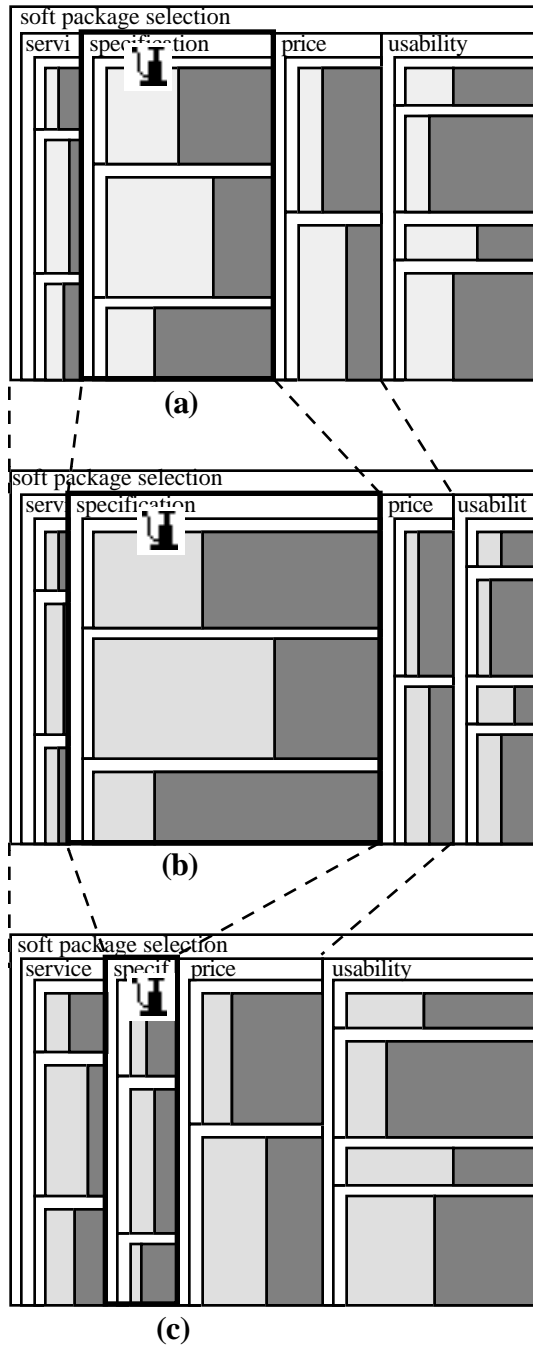 soft package selection
servi specification price usability
(a)
soft package selection
servi specification price usabilit
(b)
soft package selection
service specif price usability
(c)